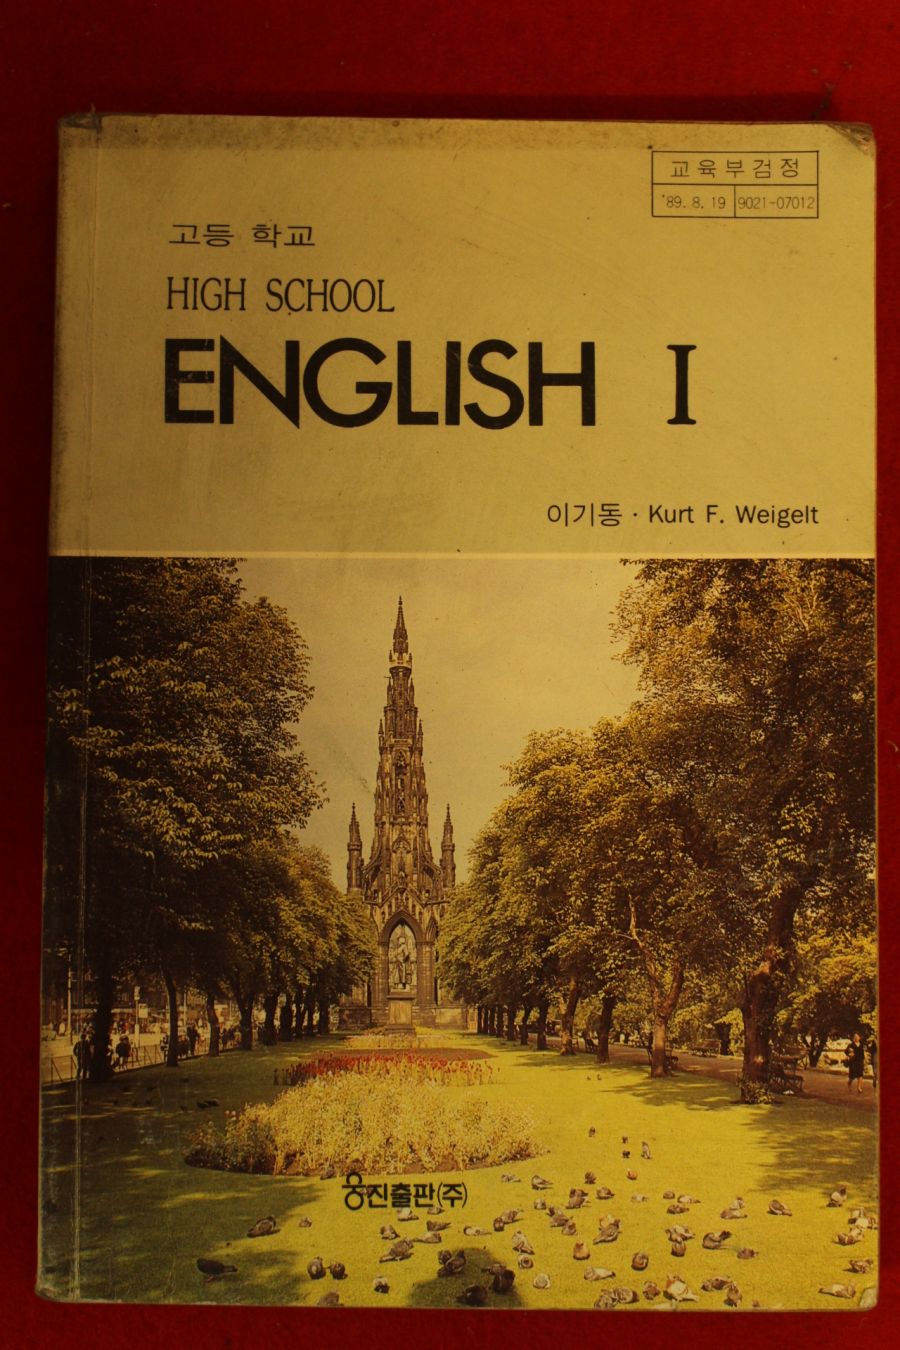 교육부검정
'89. 8. 19 9021-07012
고등 학교
HIGH SCHOOL
ENGLISH I
이기동 · Kurt F. Weigelt
웅진출판(주)